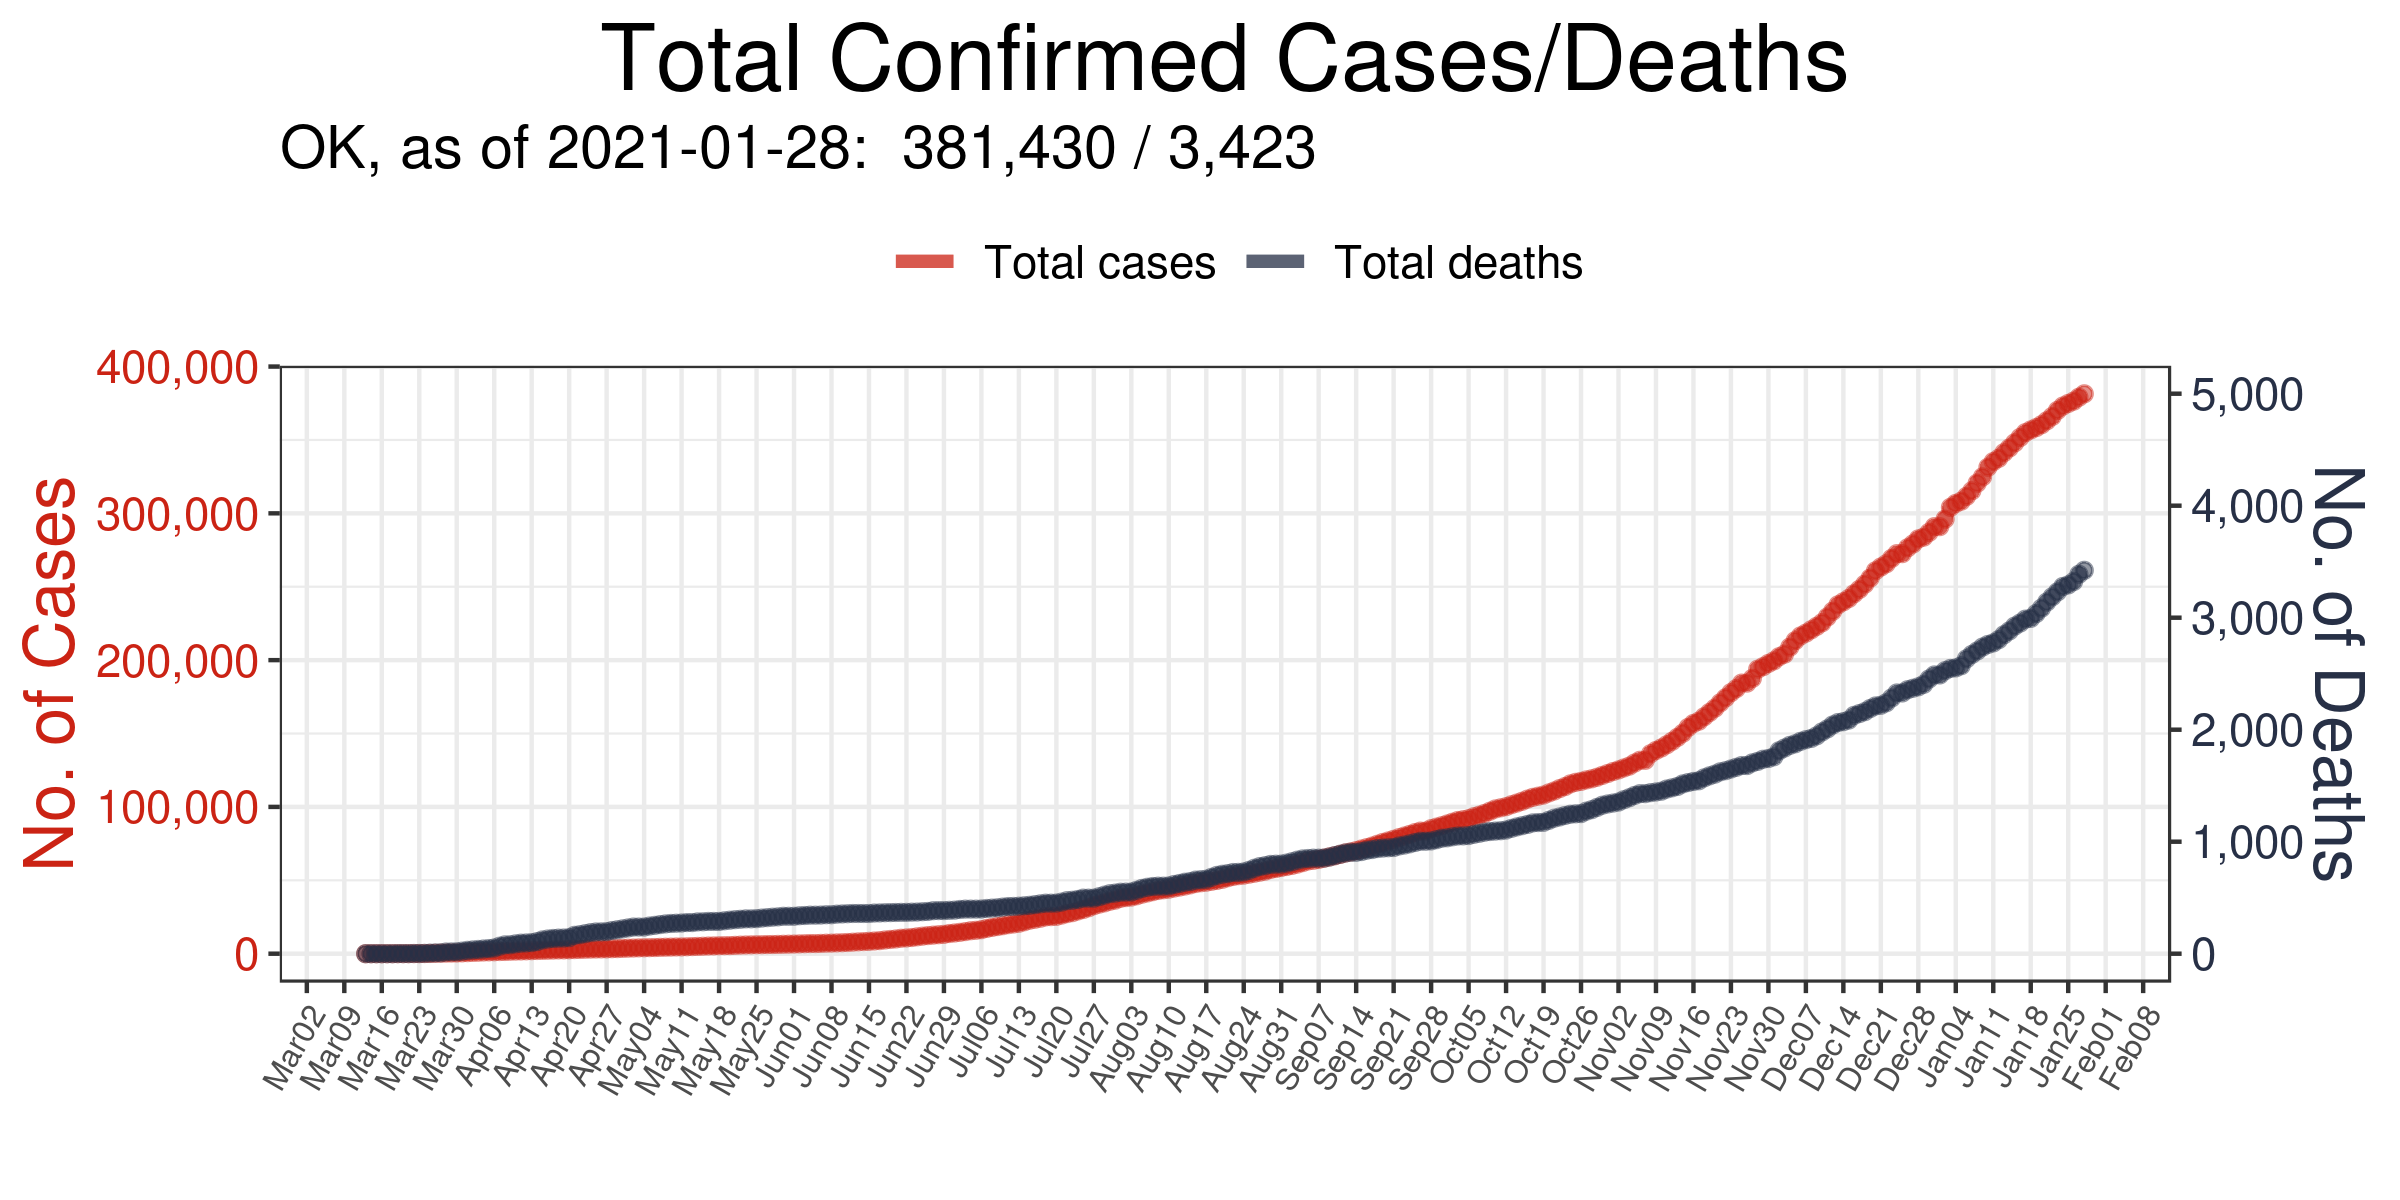 Total Confirmed Cases/Deaths
OK, as of 2021-01-28:  381,430 / 3,423
Total cases
Total deaths
No. of Cases
400,000
300,000
200,000
100,000
0
5,000
4,000
3,000
2,000
1,000
0
No. of Deaths
Mar02
Mar09
Mar16
Mar23
Mar30
Apr06
Apr13
Apr20
Apr27
May04
May11
May18
May25
Jun01
Jun08
Jun15
Jun22
Jun29
Jul06
Jul13
Jul20
Jul27
Aug03
Aug10
Aug17
Aug24
Aug31
Sep07
Sep14
Sep21
Sep28
Oct05
Oct12
Oct19
Oct26
Nov02
Nov09
Nov16
Nov23
Nov30
Dec07
Dec14
Dec21
Dec28
Jan04
Jan11
Jan18
Jan25
Feb01
Feb08